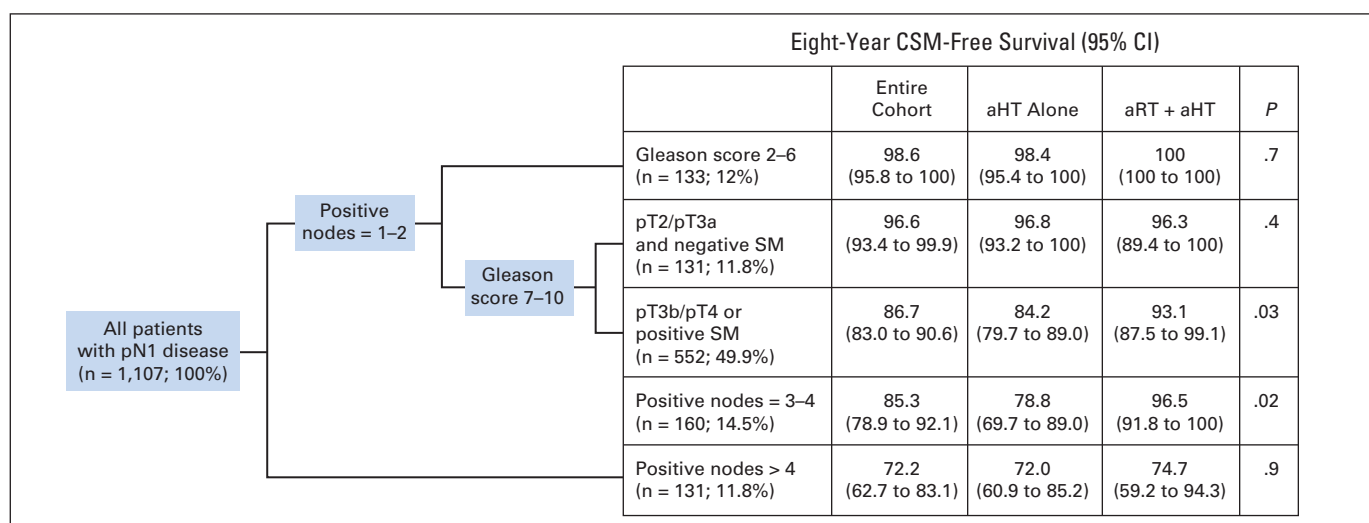 Eight-Year CSM-Free Survival (95% CI)
Entire
Cohort
aHT Alone
aRT + aHT
P
Gleason score 2–6
(n = 133; 12%)
98.6
(95.8 to 100)
98.4
(95.4 to 100)
100
(100 to 100)
.7
Positive
nodes = 1–2
pT2/pT3a
and negative SM
(n = 131; 11.8%)
96.6
(93.4 to 99.9)
96.8
(93.2 to 100)
96.3
(89.4 to 100)
.4
Gleason
score 7–10
pT3b/pT4 or
positive SM
(n = 552; 49.9%)
86.7
(83.0 to 90.6)
84.2
(79.7 to 89.0)
93.1
(87.5 to 99.1)
.03
All patients
with pN1 disease
(n = 1,107; 100%)
Positive nodes = 3–4
(n = 160; 14.5%)
85.3
(78.9 to 92.1)
78.8
(69.7 to 89.0)
96.5
(91.8 to 100)
.02
Positive nodes > 4
(n = 131; 11.8%)
72.2
(62.7 to 83.1)
72.0
(60.9 to 85.2)
74.7
(59.2 to 94.3)
.9